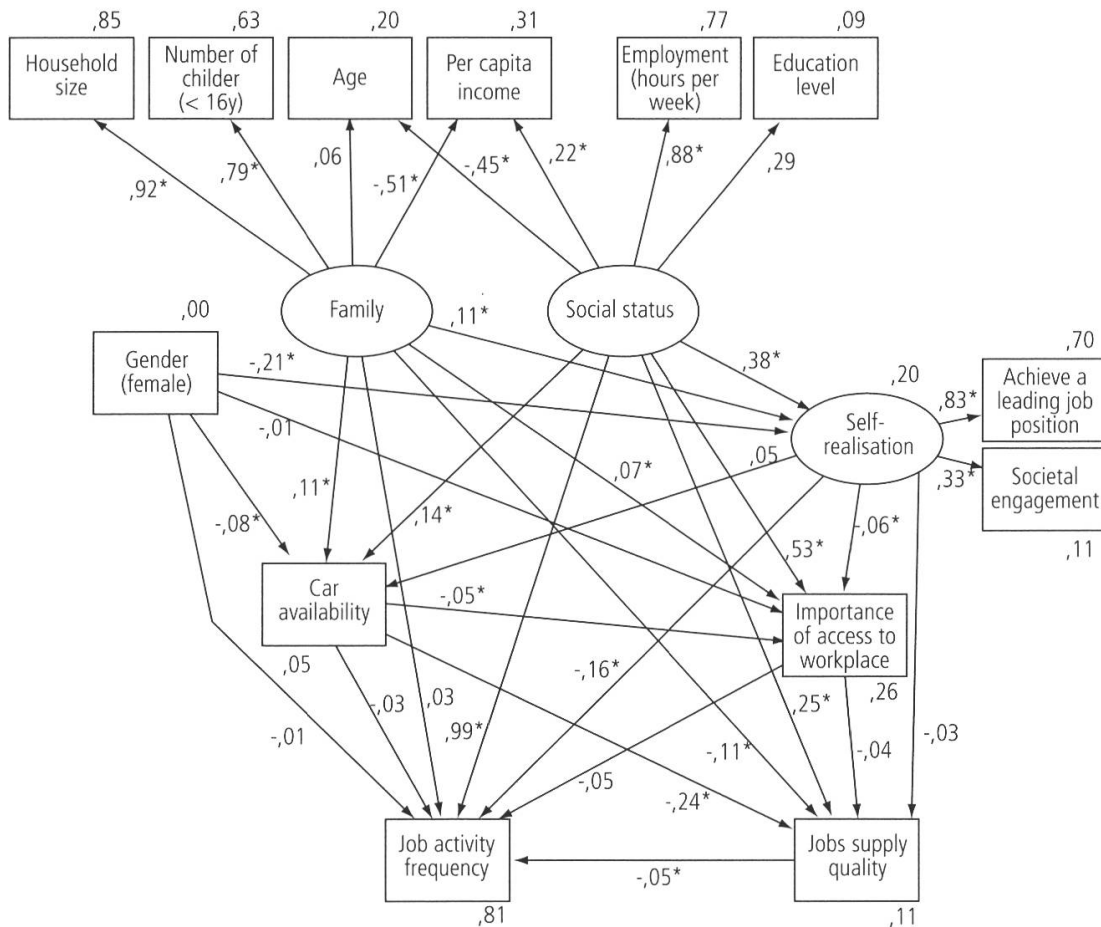 ,85
,63
,20
,31
,77
,09
Household
size
Number of
childer
(< 16y)
Age
Per capita
income
Employment
(hours per
week)
Education
level
,92*
,79*
,06
-,51*
-,45*
,22*
,88*
,29
Family
Social status
,00
Gender
(female)
-,21*
,11*
,38*
,20
,70
Achieve a
leading job
position
,83*
Self-
realisation
-,01
,05
,07*
,33*
Societal
engagement
,11
,11*
-,08*
,14*
,53*
-,06*
Car
availability
-,05*
Importance
of access to
workplace
,05
,26
-,16*
-,03
,03
,99*
,25*
-,01
-,11*
-,04
-,03
-,05
-,24*
Job activity
frequency
Jobs supply
quality
-,05*
,81
,11